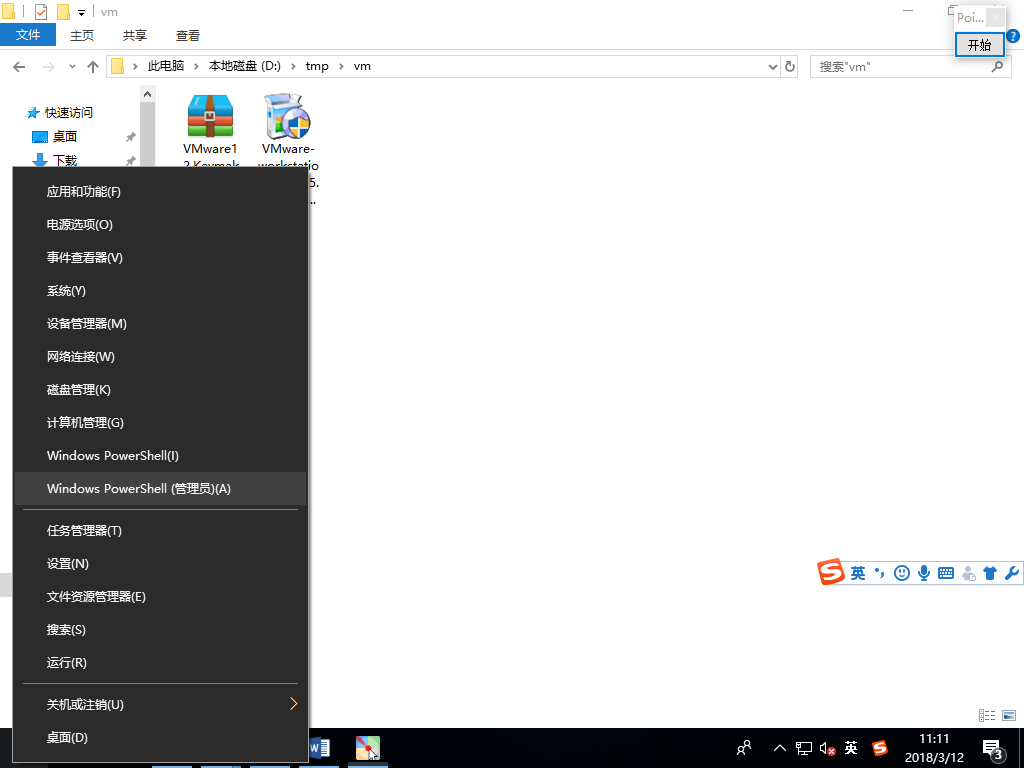 vm
Poi...
文件
主页
共享
查看
开始
此电脑
本地磁盘 (D:)
tmp
vm
搜索"vm"
快速访问
桌面
下载
VMware1
2 Keymak
VMware-
workstatio
5.
...
应用和功能(F)
电源选项(O)
事件查看器(V)
系统(Y)
设备管理器(M)
网络连接(W)
磁盘管理(K)
计算机管理(G)
Windows PowerShell(I)
Windows PowerShell (管理员)(A)
任务管理器(T)
设置(N)
文件资源管理器(E)
搜索(S)
运行(R)
关机或注销(U)
桌面(D)
英
英
11:11
2018/3/12
3